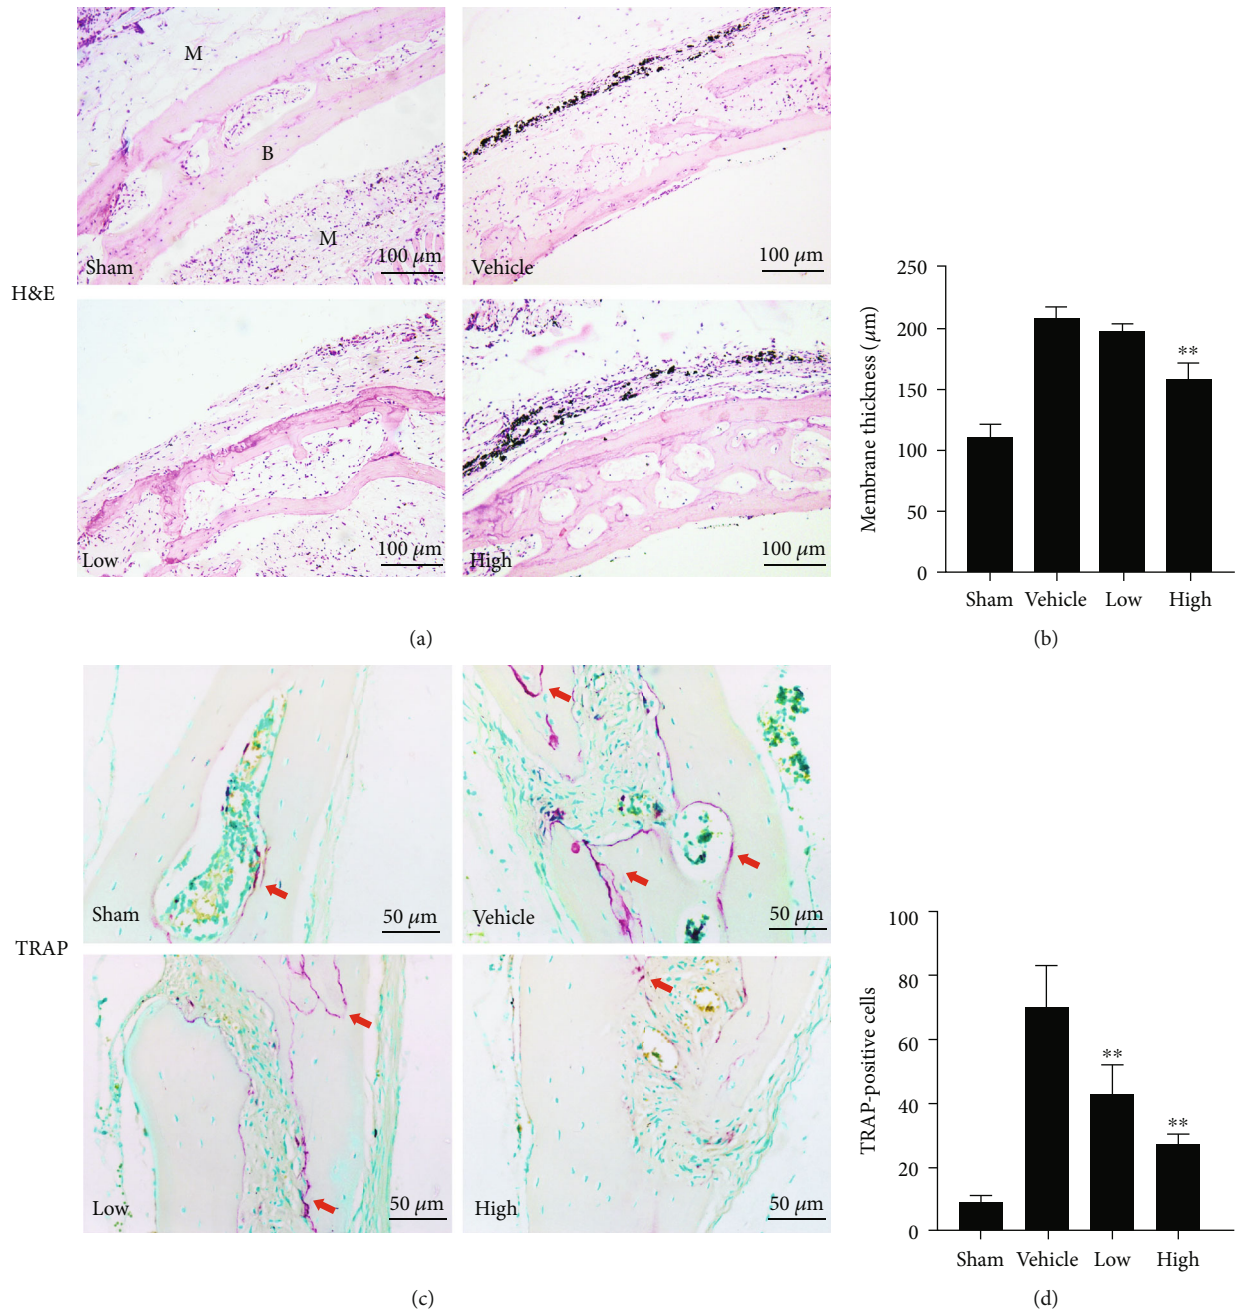 H&E
M
B
M
Sham
100 μm
Vehicle
100 μm
Low
100 μm
High
100 μm
(a)
Membrane thickness (μm)
250
200
150
100
50
0
**
Sham Vehicle Low High
(b)
TRAP
Sham
50 μm
Vehicle
50 μm
Low
50 μm
High
50 μm
(c)
TRAP-positive cells
100
80
60
40
20
0
**
**
Sham Vehicle Low High
(d)